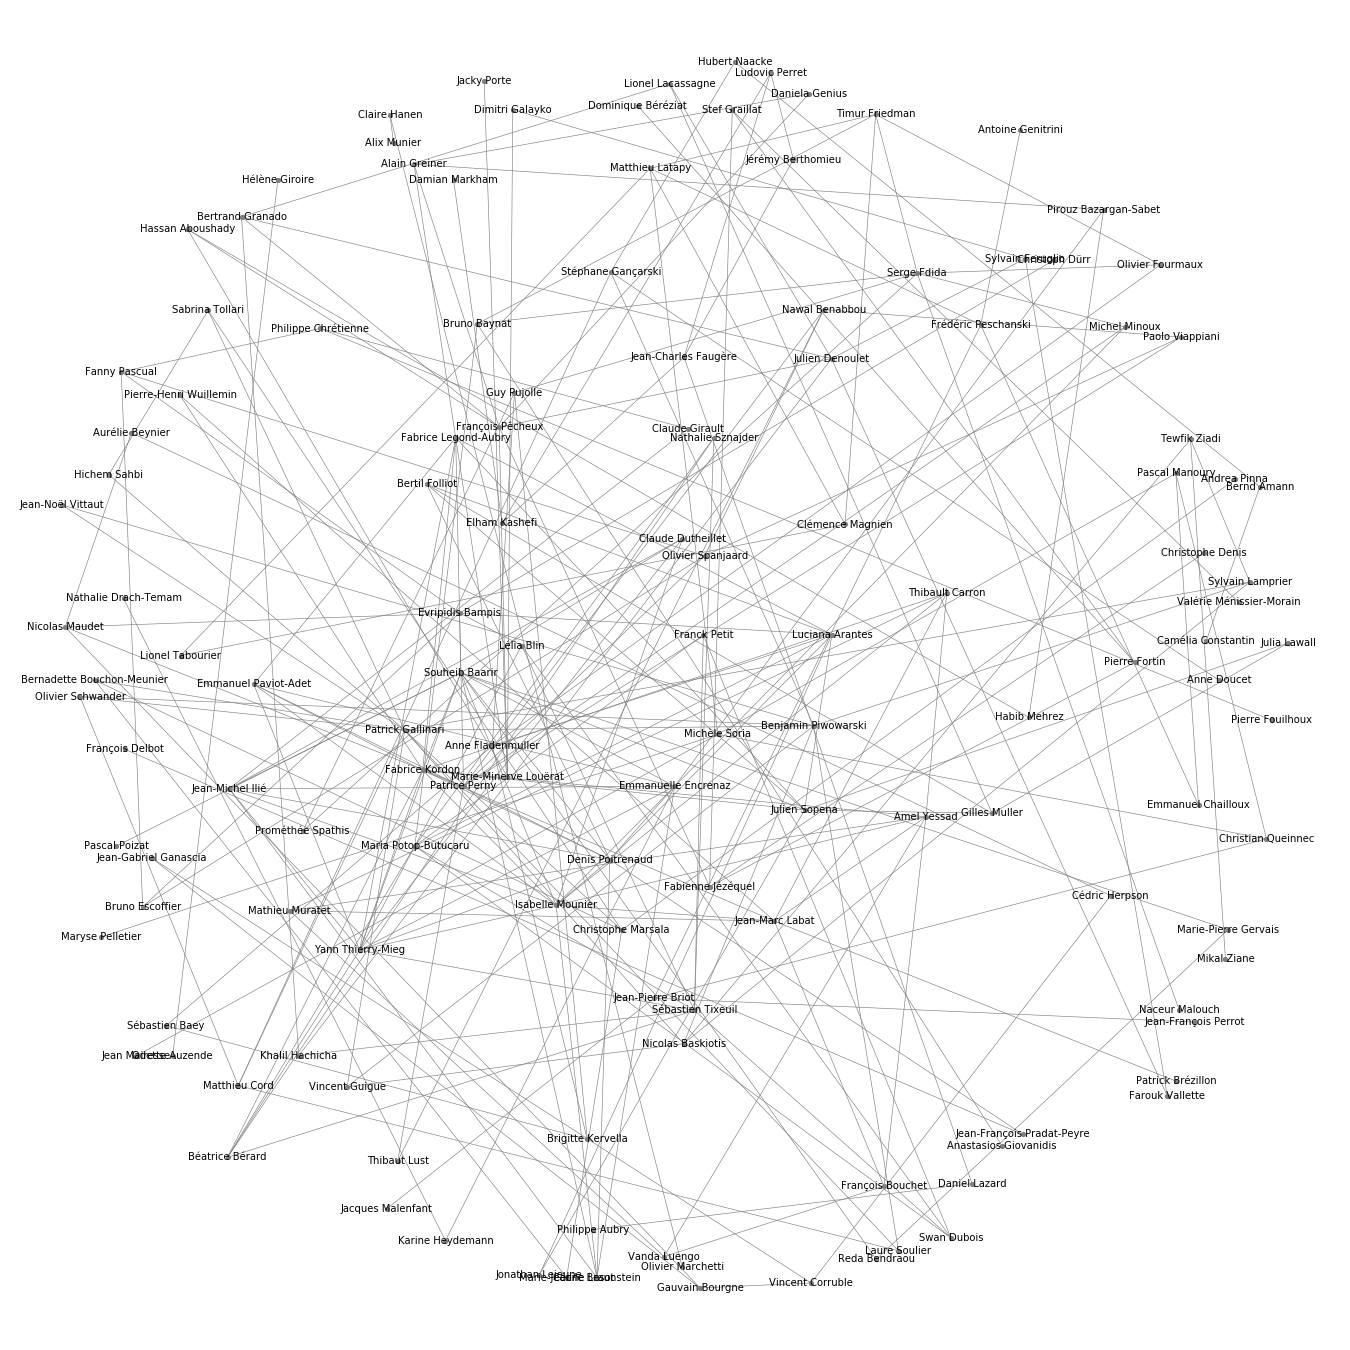 Hubert Naacke
Ludovic Perret
Jacky Porte
Lionel Lacassagne
Daniela Genius
Dominique Béréziat
Dimitri Galayko
Stef Graillat
Claire Hanen
Timur Friedman
Antoine Genitrini
Alix Munier
Jérémy Berthomieu
Alain Greiner
Matthieu Latapy
Hélène Giroire
Damian Markham
Pirouz Bazargan-Sabet
Bertrand Granado
Hassan Aboushady
Sylvain Feruglio
Christoph Dürr
Olivier Fourmaux
Stéphane Gançarski
Serge Fdida
Sabrina Tollari
Nawal Benabbou
Bruno Baynat
Frédéric Peschanski
Michel Minoux
Philippe Chrétienne
Paolo Viappiani
Jean-Charles Faugère
Julien Denoulet
Fanny Pascual
Guy Pujolle
Pierre-Henri Wuillemin
François Pêcheux
Claude Girault
Aurélie Beynier
Fabrice Legond-Aubry
Nathalie Sznajder
Tewfik Ziadi
Pascal Manoury
Hichem Sahbi
Andrea Pinna
Bertil Folliot
Bernd Amann
Jean-Noël Vittaut
Elham Kashefi
Clémence Magnien
Claude Dutheillet
Christophe Denis
Olivier Spanjaard
Sylvain Lamprier
Thibault Carron
Nathalie Drach-Temam
Valérie Ménissier-Morain
Evripidis Bampis
Nicolas Maudet
Franck Petit
Luciana Arantes
Camélia Constantin
Julia Lawall
Lélia Blin
Lionel Tabourier
Pierre Fortin
Souheib Baarir
Bernadette Bouchon-Meunier
Anne Doucet
Emmanuel Paviot-Adet
Olivier Schwander
Habib Mehrez
Pierre Fouilhoux
Benjamin Piwowarski
Patrick Gallinari
Michèle Soria
Anne Fladenmuller
François Delbot
Fabrice Kordon
Marie-Minerve Louërat
Patrice Perny
Emmanuelle Encrenaz
Jean-Michel Ilié
Emmanuel Chailloux
Julien Sopena
Gilles Muller
Amel Yessad
Prométhée Spathis
Christian Queinnec
Pascal Poizat
Maria Potop-Butucaru
Jean-Gabriel Ganascia
Denis Poitrenaud
Fabienne Jézéquel
Cédric Herpson
Isabelle Mounier
Bruno Escoffier
Mathieu Muratet
Jean-Marc Labat
Christophe Marsala
Marie-Pierre Gervais
Maryse Pelletier
Yann Thierry-Mieg
Mikal Ziane
Jean-Pierre Briot
Sébastien Tixeuil
Naceur Malouch
Jean-François Perrot
Sébastien Baey
Nicolas Baskiotis
Odette Auzende
Khalil Hachicha
Patrick Brézillon
Matthieu Cord
Vincent Guigue
Farouk Vallette
Jean-François Pradat-Peyre
Brigitte Kervella
Anastasios Giovanidis
Béatrice Bérard
Thibaut Lust
Daniel Lazard
François Bouchet
Jacques Malenfant
Philippe Aubry
Swan Dubois
Karine Heydemann
Laure Soulier
Vanda Luengo
Reda Bendraou
Olivier Marchetti
Jonathan Lejeune
Vincent Corruble
Gauvain Bourgne